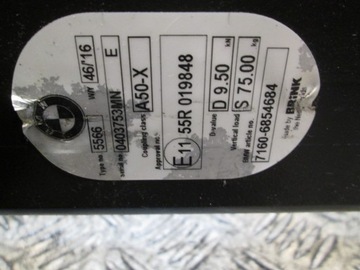 Type no 5566 W/Y 46/16
Serial no 0403753MN E
Coupling class A50-X
Approval no. E11 55R 019848
D value D 9.50 kN
Vertical load S 75.00 kg
BMW article no 7160-6854684
made by BRINK